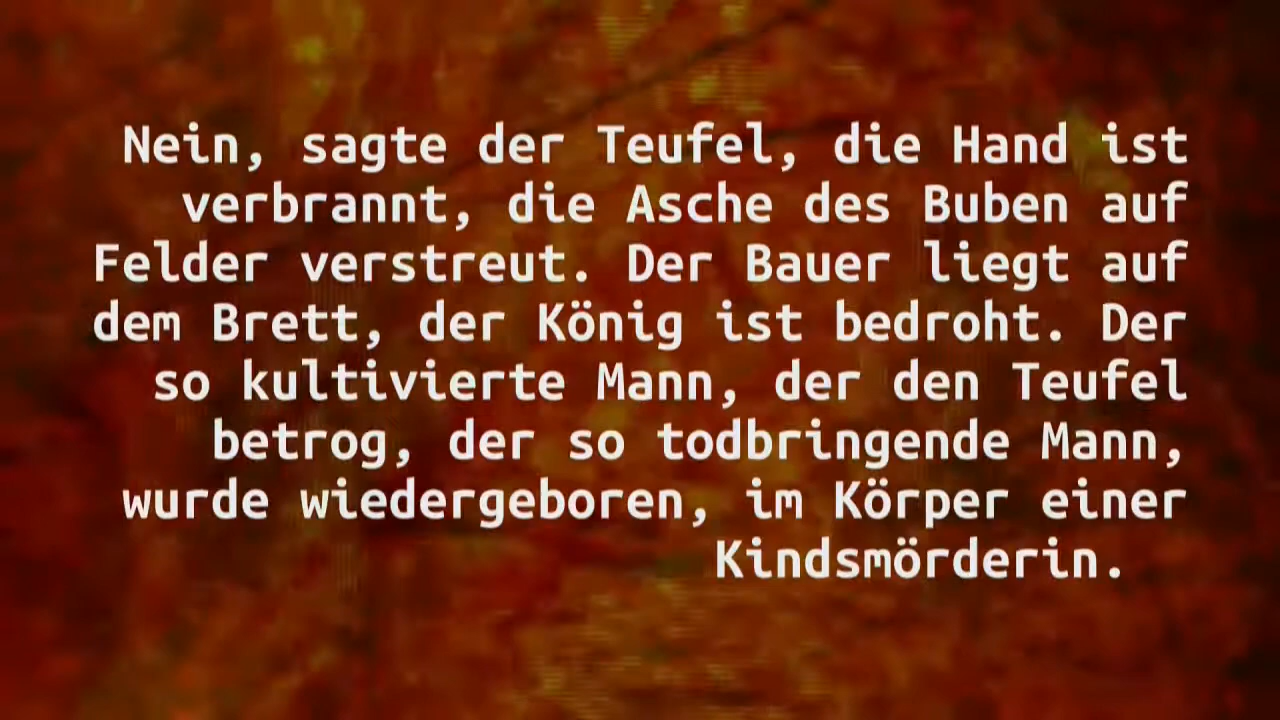 Nein, sagte der Teufel, die Hand ist
verbrannt, die Asche des Buben auf
Felder verstreut. Der Bauer liegt auf
dem Brett, der König ist bedroht. Der
so kultivierte Mann, der den Teufel
betrog, der so todbringende Mann,
wurde wiedergeboren, im Körper einer
Kindsmörderin.